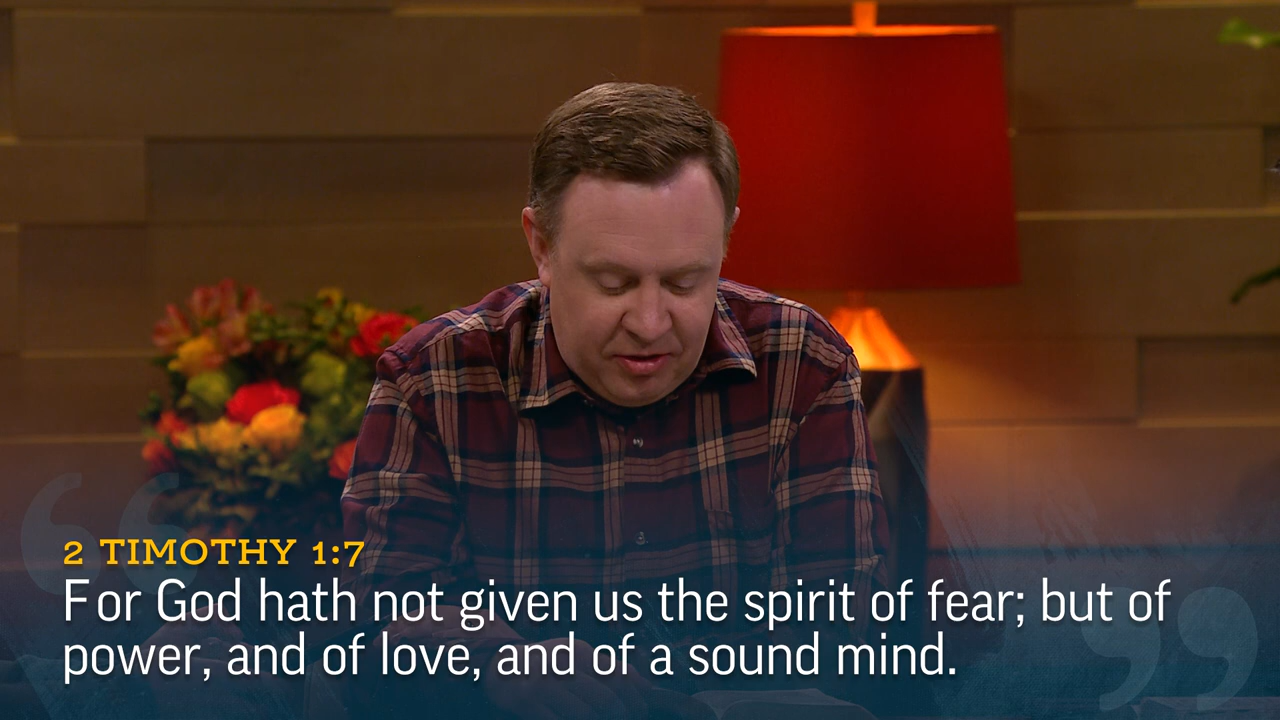 2 TIMOTHY 1:7
For God hath not given us the spirit of fear; but of
power, and of love, and of a sound mind.